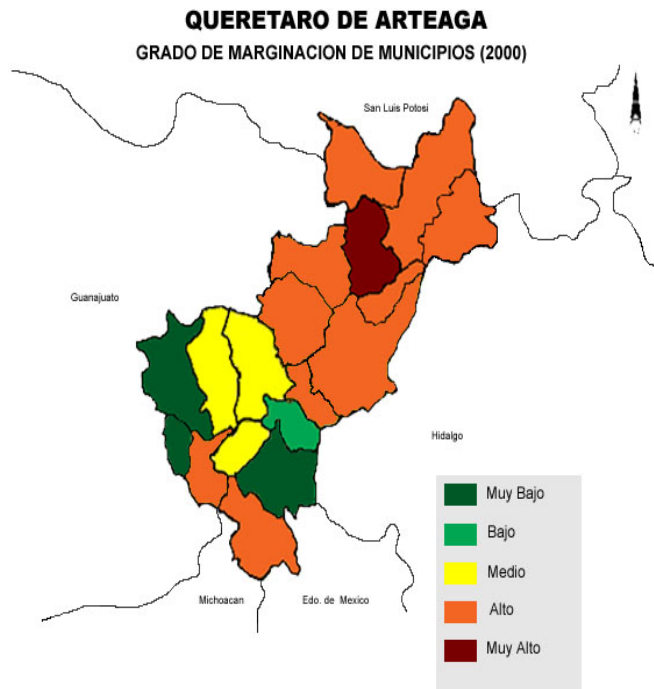 QUERETARO DE ARTEAGA
GRADO DE MARGINACION DE MUNICIPIOS (2000)
San Luis Potosi
Guanajuato
Hidalgo
Muy Bajo
Bajo
Medio
Alto
Muy Alto
Michoacan
Edo. de Mexico